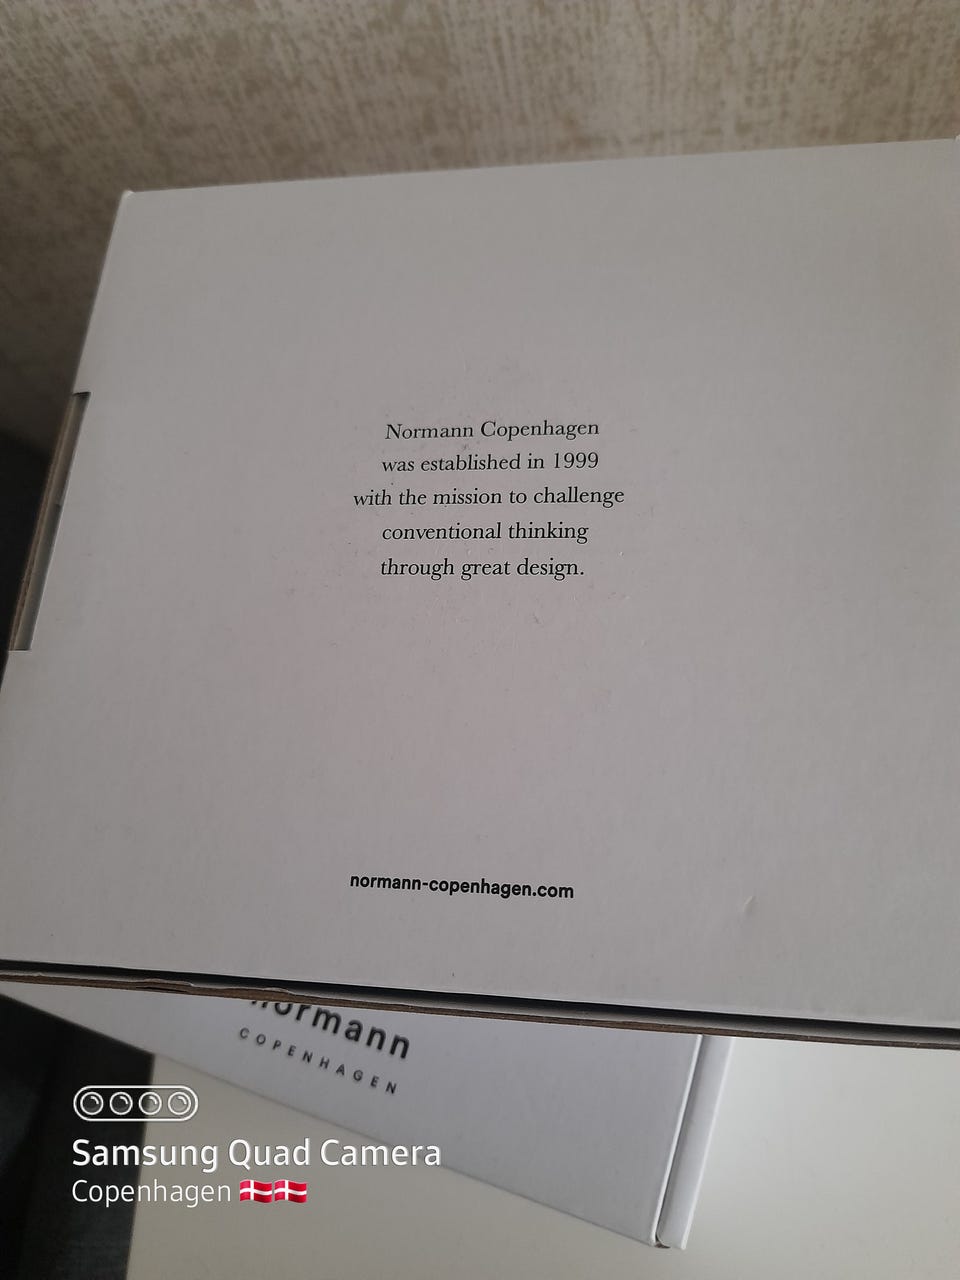 Normann Copenhagen
was established in 1999
with the mission to challenge
conventional thinking
through great design.
normann-copenhagen.com
normann
COPENHAGEN
Samsung Quad Camera
Copenhagen 🇩🇰🇩🇰